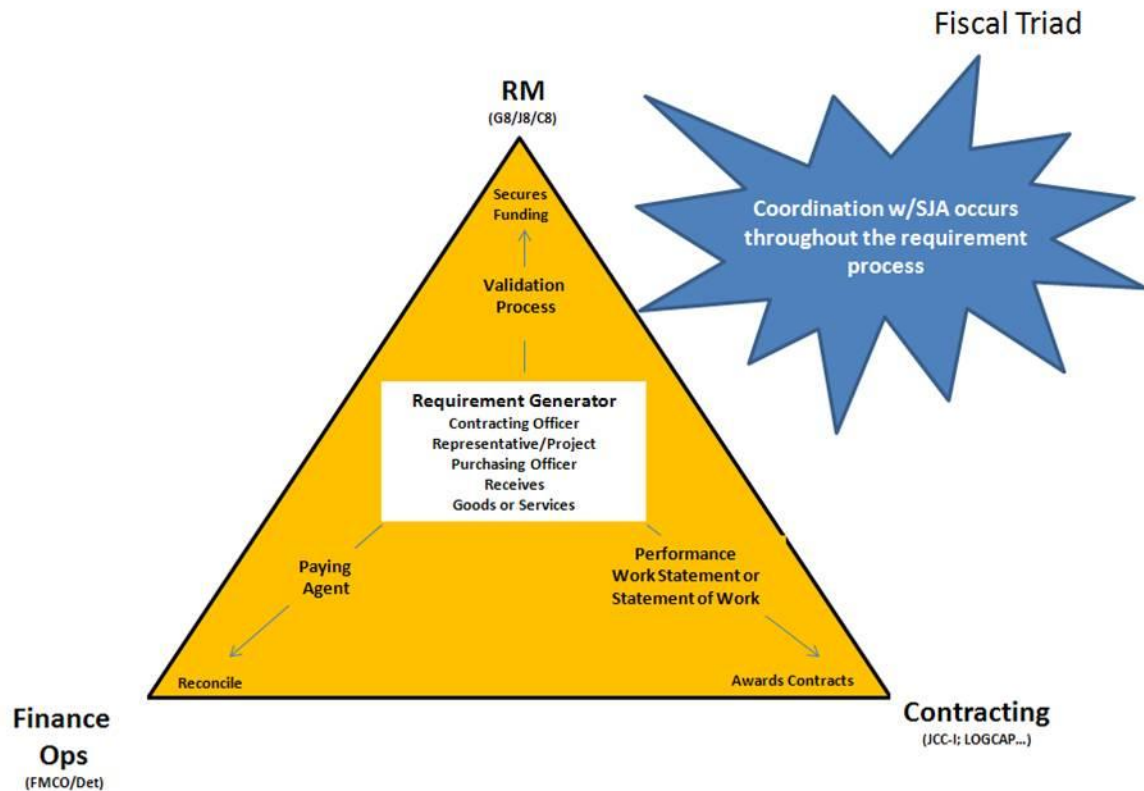 Fiscal Triad
RM
(G8/J8/C8)
Secures
Funding
Coordination w/SJA occurs
throughout the requirement
process
Validation
Process
Requirement Generator
Contracting Officer
Representative/Project
Purchasing Officer
Receives
Goods or Services
Paying
Agent
Performance
Work Statement or
Statement of Work
Reconcile
Awards Contracts
Finance
Ops
(FMCO/Det)
Contracting
(JCC-I; LOGCAP...)